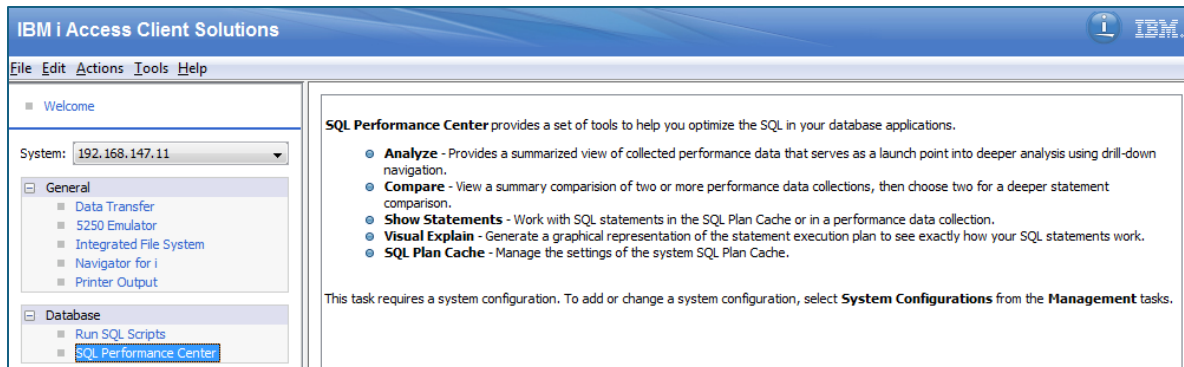 IBM i Access Client Solutions
i IBM.
File Edit Actions Tools Help
Welcome
System: 192.168.147.11
General
Data Transfer
5250 Emulator
Integrated File System
Navigator for i
Printer Output
Database
Run SQL Scripts
SQL Performance Center
SQL Performance Center provides a set of tools to help you optimize the SQL in your database applications.
Analyze - Provides a summarized view of collected performance data that serves as a launch point into deeper analysis using drill-down
navigation.
Compare - View a summary comparision of two or more performance data collections, then choose two for a deeper statement
comparison.
Show Statements - Work with SQL statements in the SQL Plan Cache or in a performance data collection.
Visual Explain - Generate a graphical representation of the statement execution plan to see exactly how your SQL statements work.
SQL Plan Cache - Manage the settings of the system SQL Plan Cache.
This task requires a system configuration. To add or change a system configuration, select System Configurations from the Management tasks.